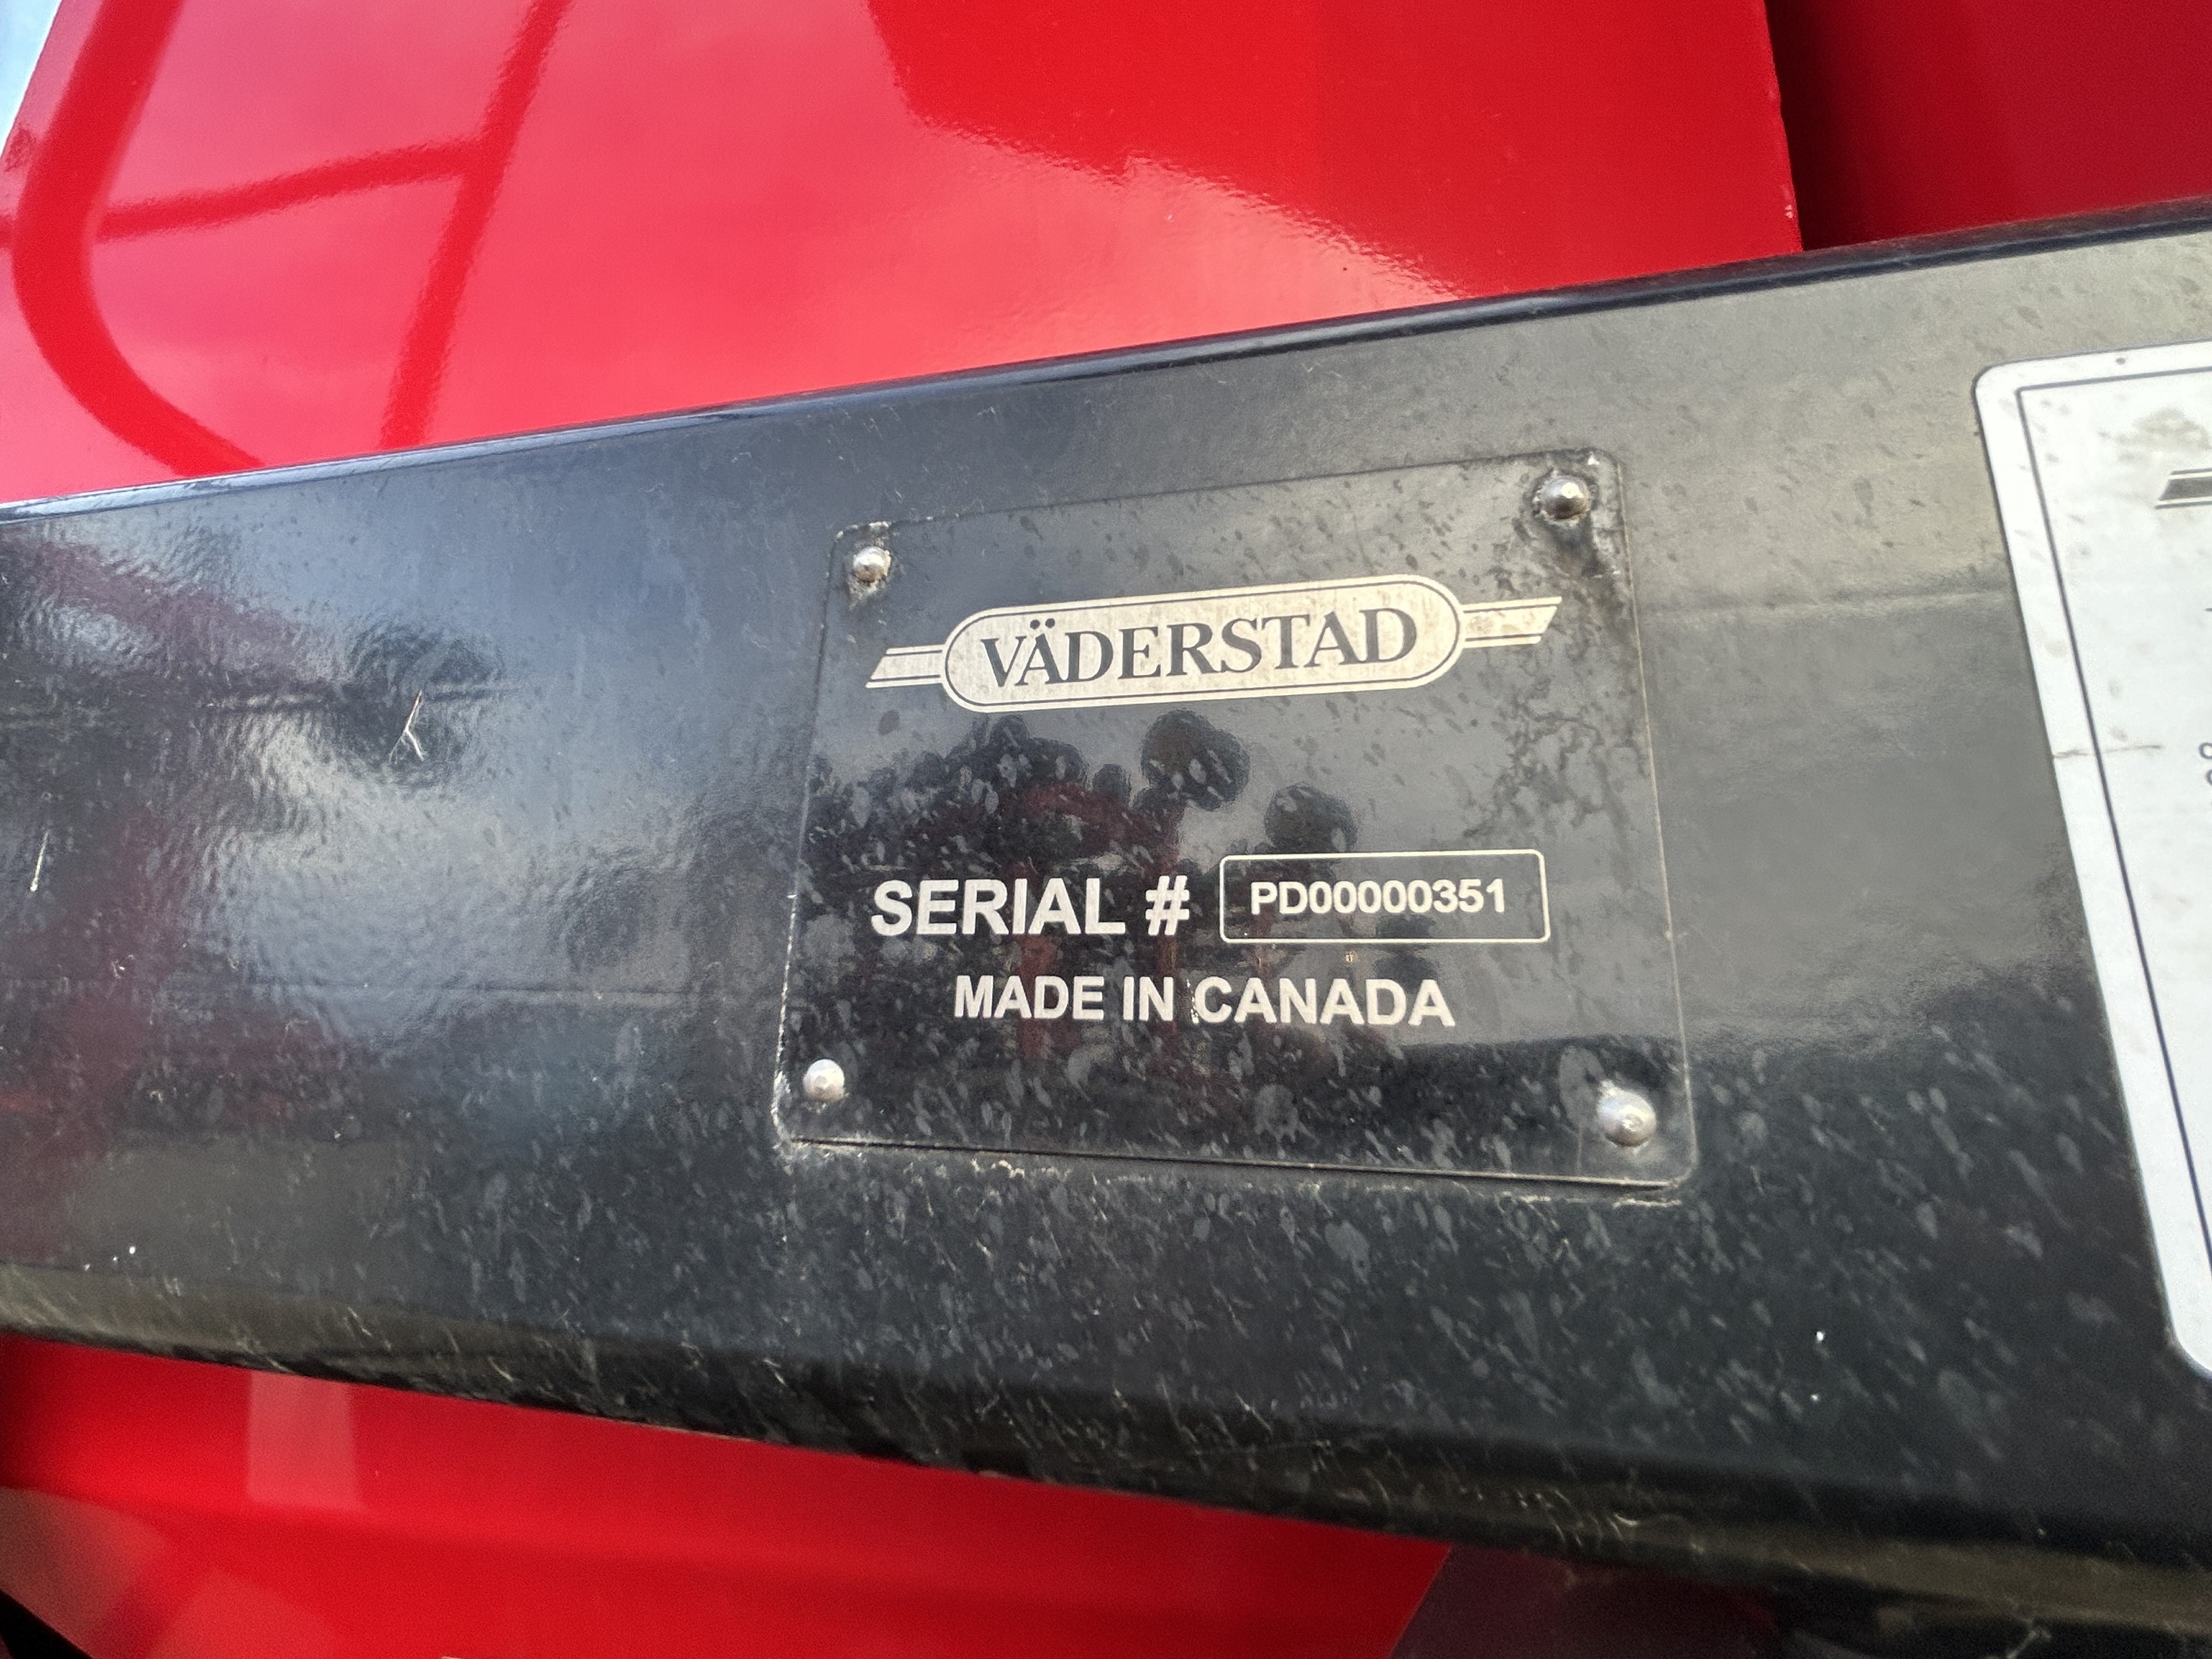 VÄDERSTAD
SERIAL # PD00000351
MADE IN CANADA